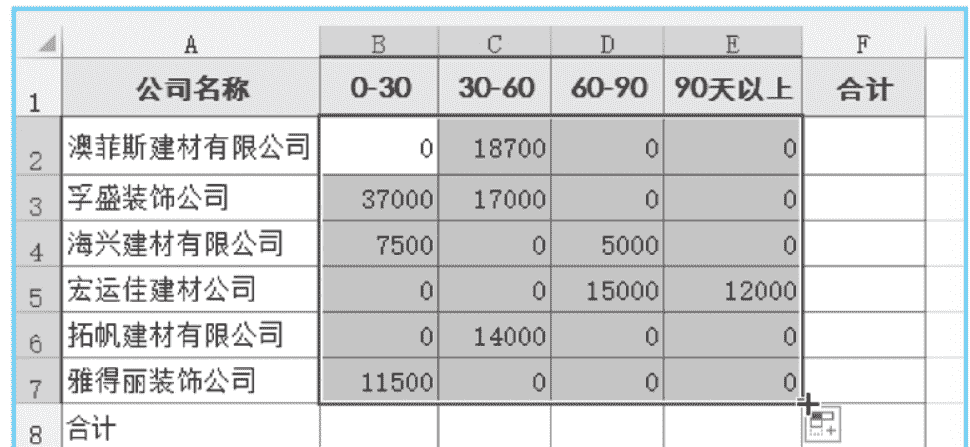 A B C D E F
1 公司名称 0-30 30-60 60-90 90天以上 合计
2 澳菲斯建材有限公司 0 18700 0 0
3 孚盛装饰公司 37000 17000 0 0
4 海兴建材有限公司 7500 0 5000 0
5 宏运佳建材公司 0 0 15000 12000
6 拓帆建材有限公司 0 14000 0 0
7 雅得丽装饰公司 11500 0 0 0
8 合计